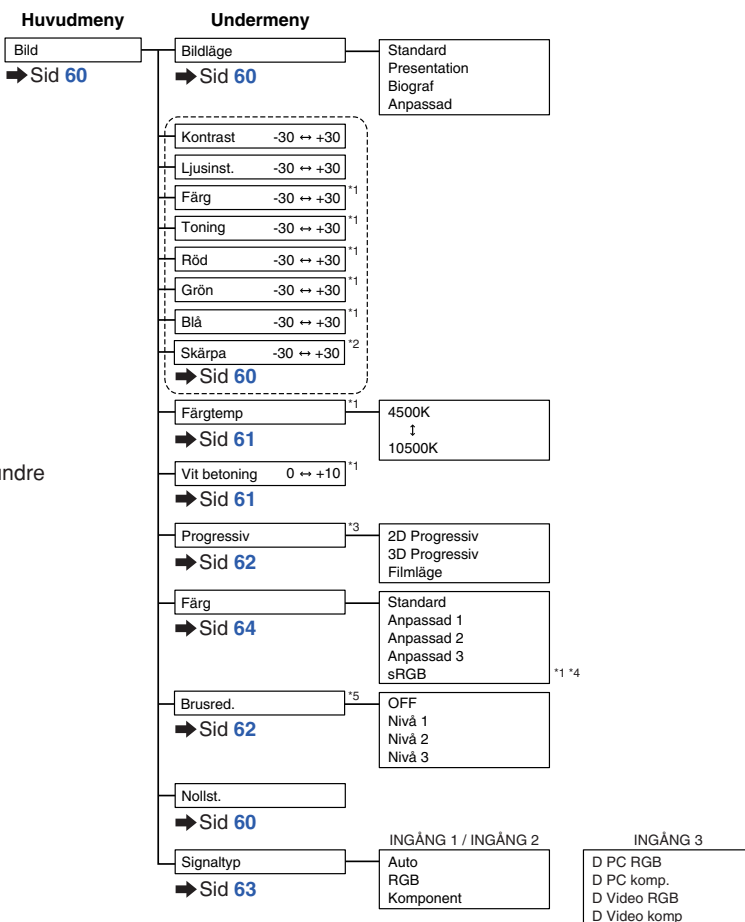 Huvudmeny Undermeny
Bild
➡Sid 60
Bildläge
➡Sid 60
Standard
Presentation
Biograf
Anpassad
Kontrast -30 ↔ +30
Ljusinst. -30 ↔ +30
Färg -30 ↔ +30 *1
Toning -30 ↔ +30 *1
Röd -30 ↔ +30 *1
Grön -30 ↔ +30 *1
Blå -30 ↔ +30 *1
Skärpa -30 ↔ +30 *2
➡Sid 60
Färgtemp *1
➡Sid 61
4500K
↕
10500K
ndre
Vit betoning 0 ↔ +10 *1
➡Sid 61
Progressiv *3
➡Sid 62
2D Progressiv
3D Progressiv
Filmläge
Färg
➡Sid 64
Standard
Anpassad 1
Anpassad 2
Anpassad 3
sRGB *1 *4
Brusred. *5
➡Sid 62
OFF
Nivå 1
Nivå 2
Nivå 3
Nollst.
➡Sid 60
Signaltyp
➡Sid 63
INGÅNG 1 / INGÅNG 2
Auto
RGB
Komponent
INGÅNG 3
D PC RGB
D PC komp.
D Video RGB
D Video komp